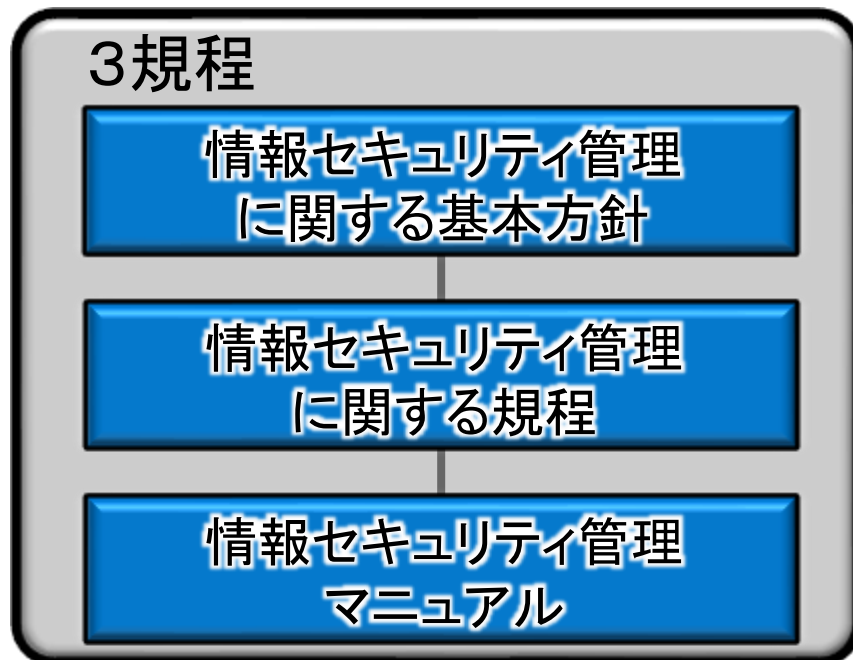 ３規程
情報セキュリティ管理
に関する基本方針
情報セキュリティ管理
に関する規程
情報セキュリティ管理
マニュアル